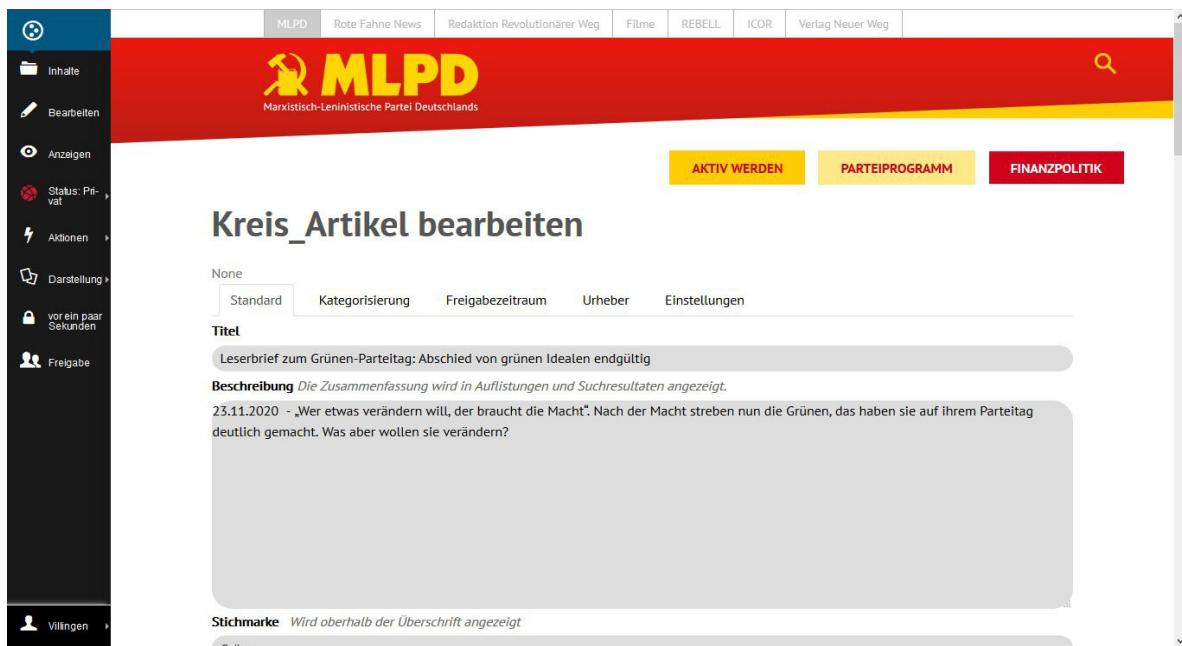 MLPD
Rote Fahne News
Redaktion Revolutionärer Weg
Filme
REBELL
ICOR
Verlag Neuer Weg
MLPD
Marxistisch-Leninistische Partei Deutschlands
AKTIV WERDEN
PARTEIPROGRAMM
FINANZPOLITIK
Inhalte
Bearbeiten
Anzeigen
Status: Pri-
vat
Aktionen
Darstellung
vor ein paar
Sekunden
Freigabe
Villingen
Kreis_Artikel bearbeiten
None
Standard
Kategorisierung
Freigabezeitraum
Urheber
Einstellungen
Titel
Leserbrief zum Grünen-Parteitag: Abschied von grünen Idealen endgültig
Beschreibung Die Zusammenfassung wird in Auflistungen und Suchresultaten angezeigt.
23.11.2020 - „Wer etwas verändern will, der braucht die Macht“. Nach der Macht streben nun die Grünen, das haben sie auf ihrem Parteitag
deutlich gemacht. Was aber wollen sie verändern?
Stichmarke Wird oberhalb der Überschrift angezeigt